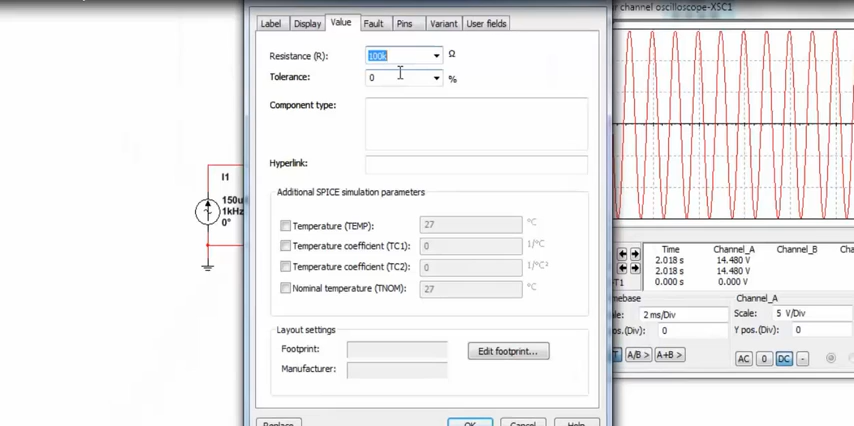 r channel oscilloscope-XSC1
Label Display Value Fault Pins Variant User fields
Resistance (R): 100k Ω
Tolerance: 0 %
Component type:
Hyperlink:
Additional SPICE simulation parameters
Temperature (TEMP): 27 °C
Temperature coefficient (TC1): 0 1/°C
Temperature coefficient (TC2): 0 1/°C²
Nominal temperature (TNOM): 27 °C
Layout settings
Footprint: Edit footprint...
Manufacturer:
Replace OK Cancel Help
I1
150u
1kHz
0°
Time Channel_A Channel_B
2.018 s 14.480 V
2.018 s 14.480 V
-T1 0.000 s 0.000 V
mebase Channel_A
le: 2 ms/Div Scale: 5 V/Div
os.(Div): 0 Y pos.(Div): 0
T A/B > A+B > AC 0 DC -